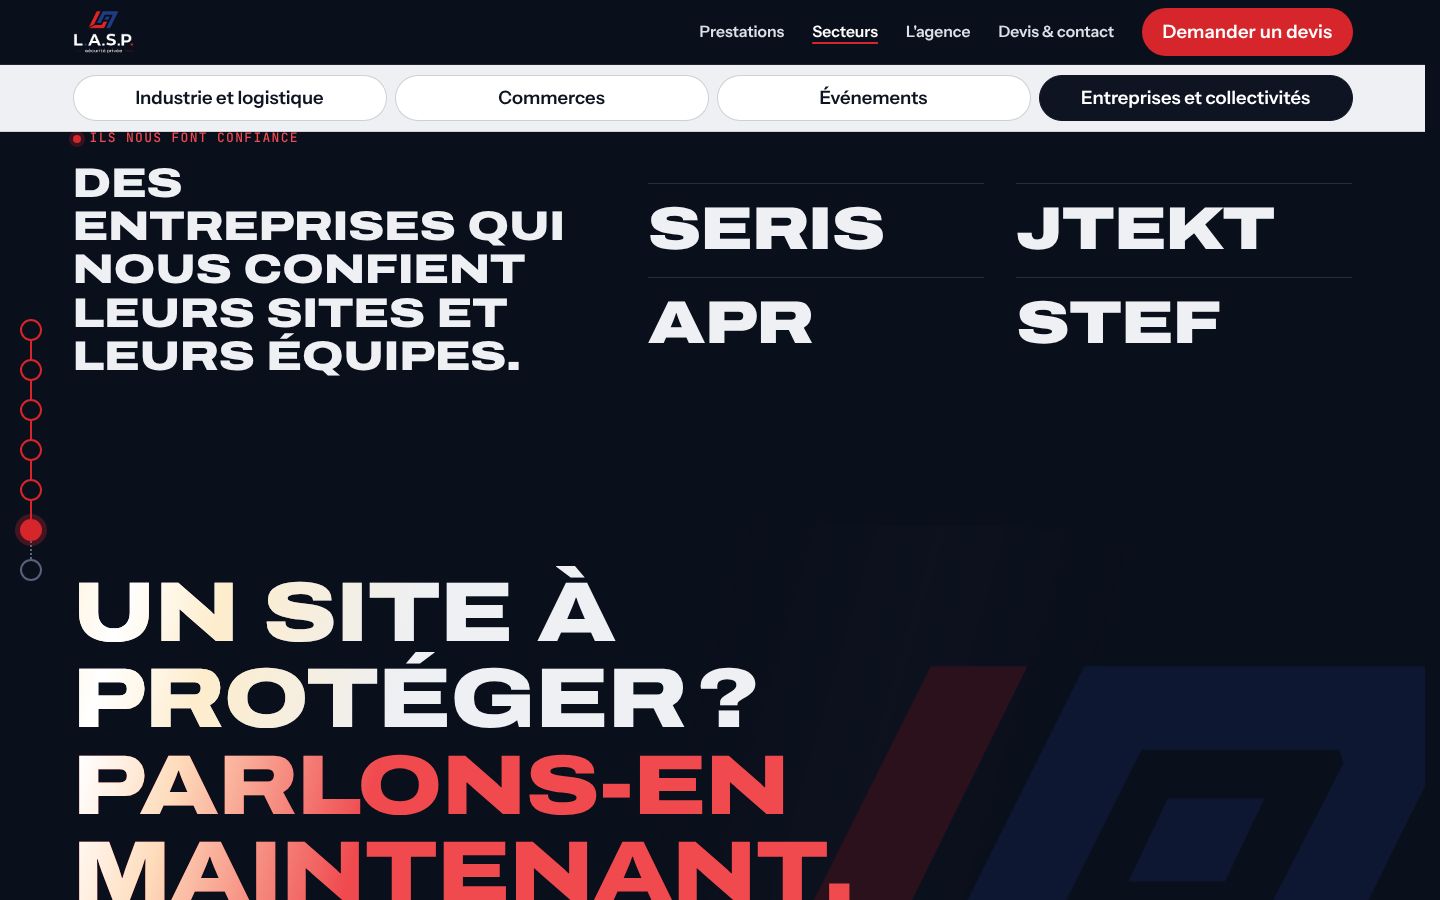 L.A.S.P.
sécurité privée
Prestations
Secteurs
L'agence
Devis & contact
Demander un devis
Industrie et logistique
Commerces
Événements
Entreprises et collectivités
ILS NOUS FONT CONFIANCE
DES
ENTREPRISES QUI
NOUS CONFIENT
LEURS SITES ET
LEURS ÉQUIPES.
SERIS
JTEKT
APR
STEF
UN SITE À
PROTÉGER ?
PARLONS-EN
MAINTENANT.